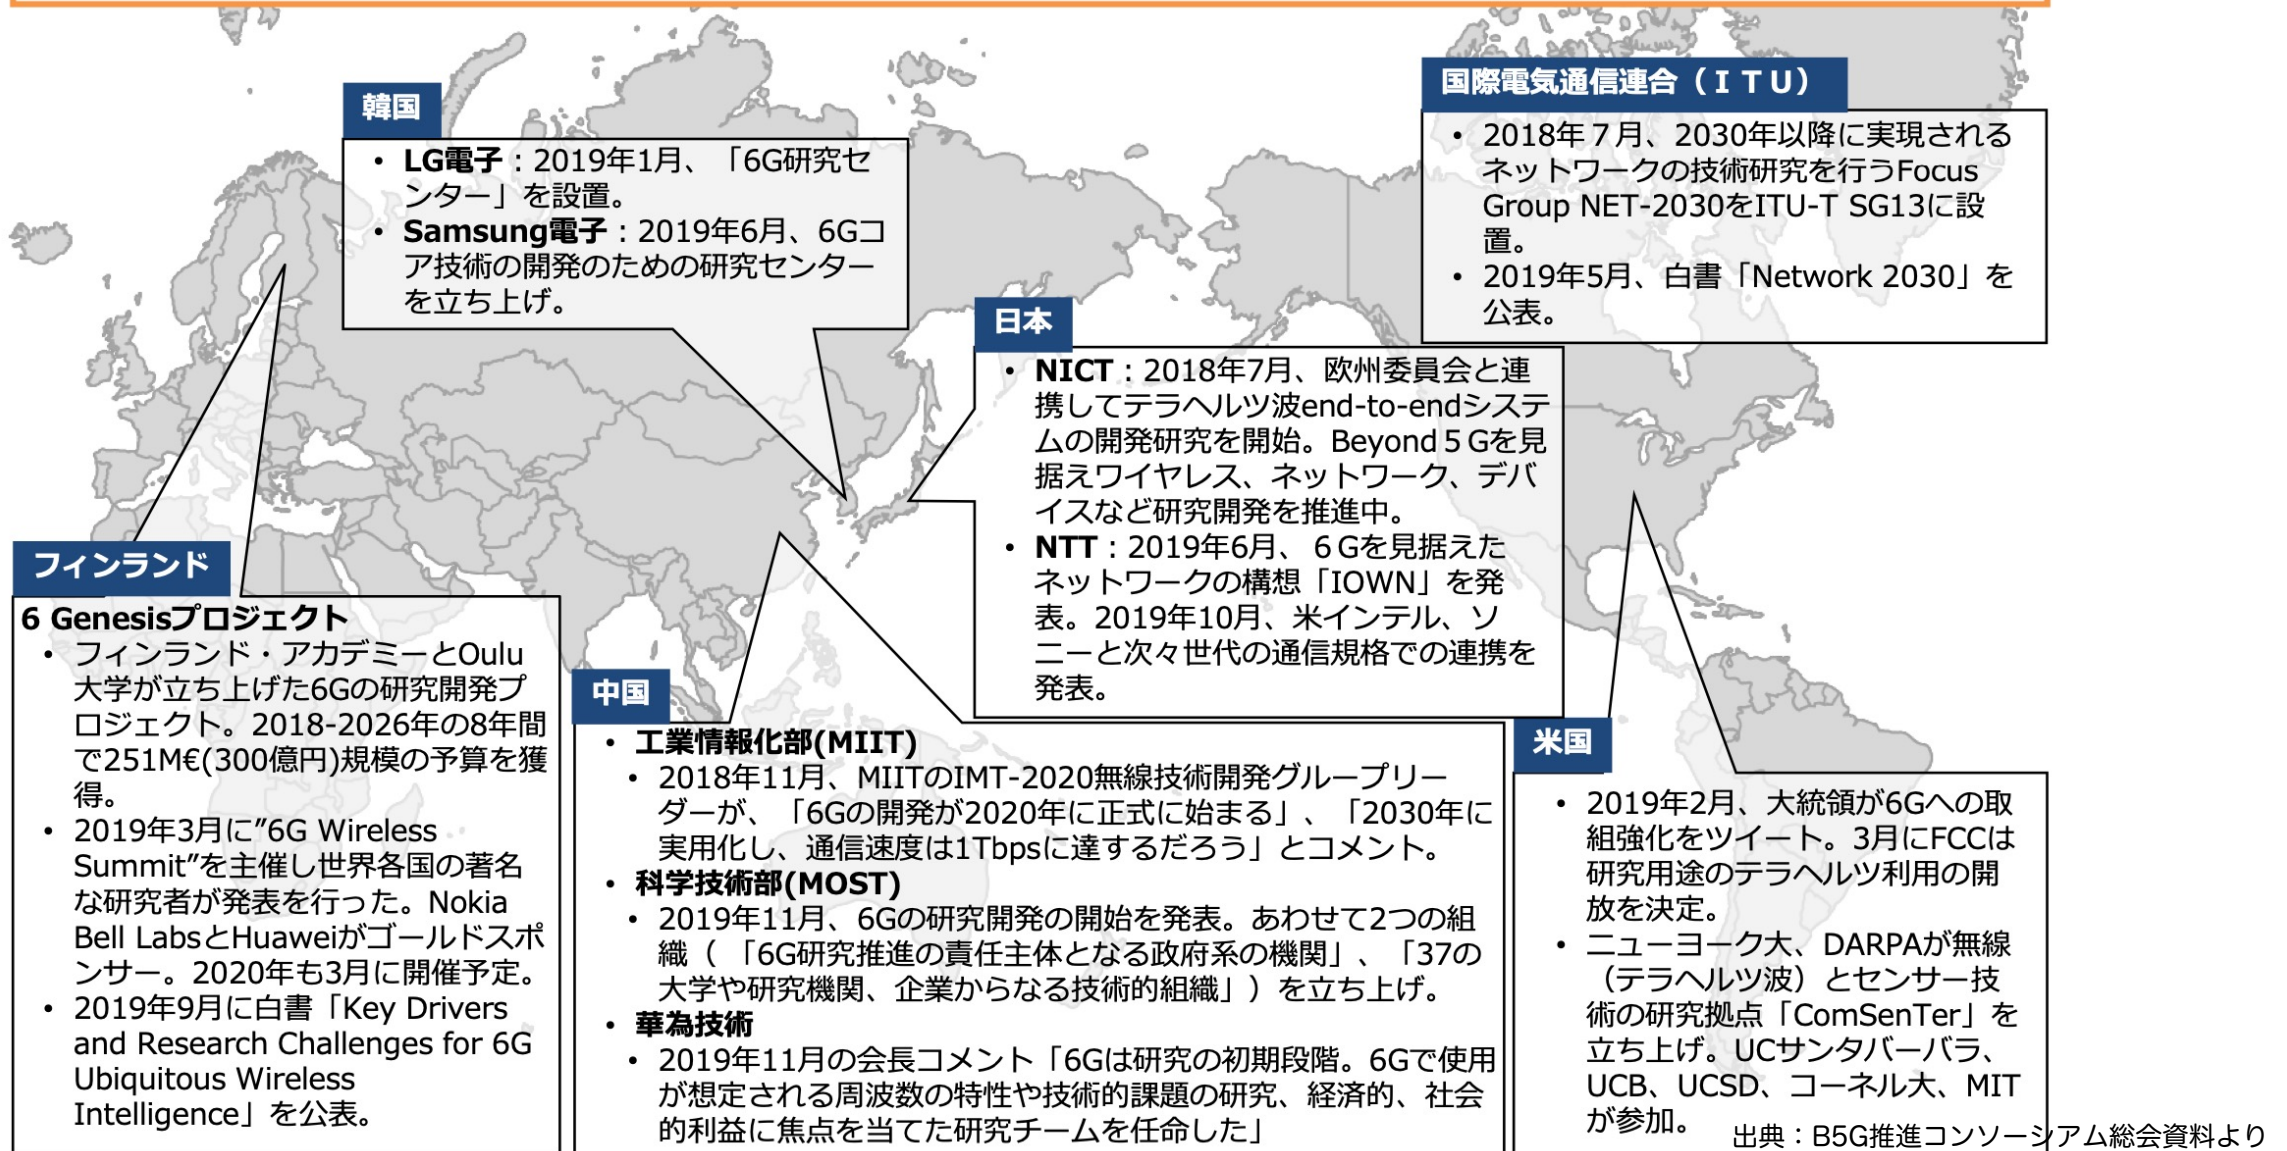 韓国
• LG電子：2019年1月、「6G研究セ
ンター」を設置。
• Samsung電子：2019年6月、6Gコ
ア技術の開発のための研究センター
を立ち上げ。
国際電気通信連合（ＩＴＵ）
• 2018年７月、2030年以降に実現される
ネットワークの技術研究を行うFocus
Group NET-2030をITU-T SG13に設
置。
• 2019年5月、白書「Network 2030」を
公表。
日本
• NICT：2018年7月、欧州委員会と連
携してテラヘルツ波end-to-endシステ
ムの開発研究を開始。Beyond５Gを見
据えワイヤレス、ネットワーク、デバ
イスなど研究開発を推進中。
• NTT：2019年6月、６Gを見据えた
ネットワークの構想「IOWN」を発
表。2019年10月、米インテル、ソ
ニーと次々世代の通信規格での連携を
発表。
フィンランド
6 Genesisプロジェクト
• フィンランド・アカデミーとOulu
大学が立ち上げた6Gの研究開発プ
ロジェクト。2018-2026年の8年間
で251M€(300億円)規模の予算を獲
得。
• 2019年3月に”6G Wireless
Summit”を主催し世界各国の著名
な研究者が発表を行った。Nokia
Bell LabsとHuaweiがゴールドスポ
ンサー。2020年も3月に開催予定。
• 2019年9月に白書「Key Drivers
and Research Challenges for 6G
Ubiquitous Wireless
Intelligence」を公表。
中国
• 工業情報化部(MIIT)
• 2018年11月、MIITのIMT-2020無線技術開発グループリー
ダーが、「6Gの開発が2020年に正式に始まる」、「2030年に
実用化し、通信速度は1Tbpsに達するだろう」とコメント。
• 科学技術部(MOST)
• 2019年11月、6Gの研究開発の開始を発表。あわせて2つの組
織（「6G研究推進の責任主体となる政府系の機関」、「37の
大学や研究機関、企業からなる技術的組織」）を立ち上げ。
• 華為技術
• 2019年11月の会長コメント「6Gは研究の初期段階。6Gで使用
が想定される周波数の特性や技術的課題の研究、経済的、社会
的利益に焦点を当てた研究チームを任命した」
米国
• 2019年2月、大統領が6Gへの取
組強化をツイート。3月にFCCは
研究用途のテラヘルツ利用の開
放を決定。
• ニューヨーク大、DARPAが無線
（テラヘルツ波）とセンサー技
術の研究拠点「ComSenTer」を
立ち上げ。UCサンタバーバラ、
UCB、UCSD、コーネル大、MIT
が参加。
出典：B5G推進コンソーシアム総会資料より